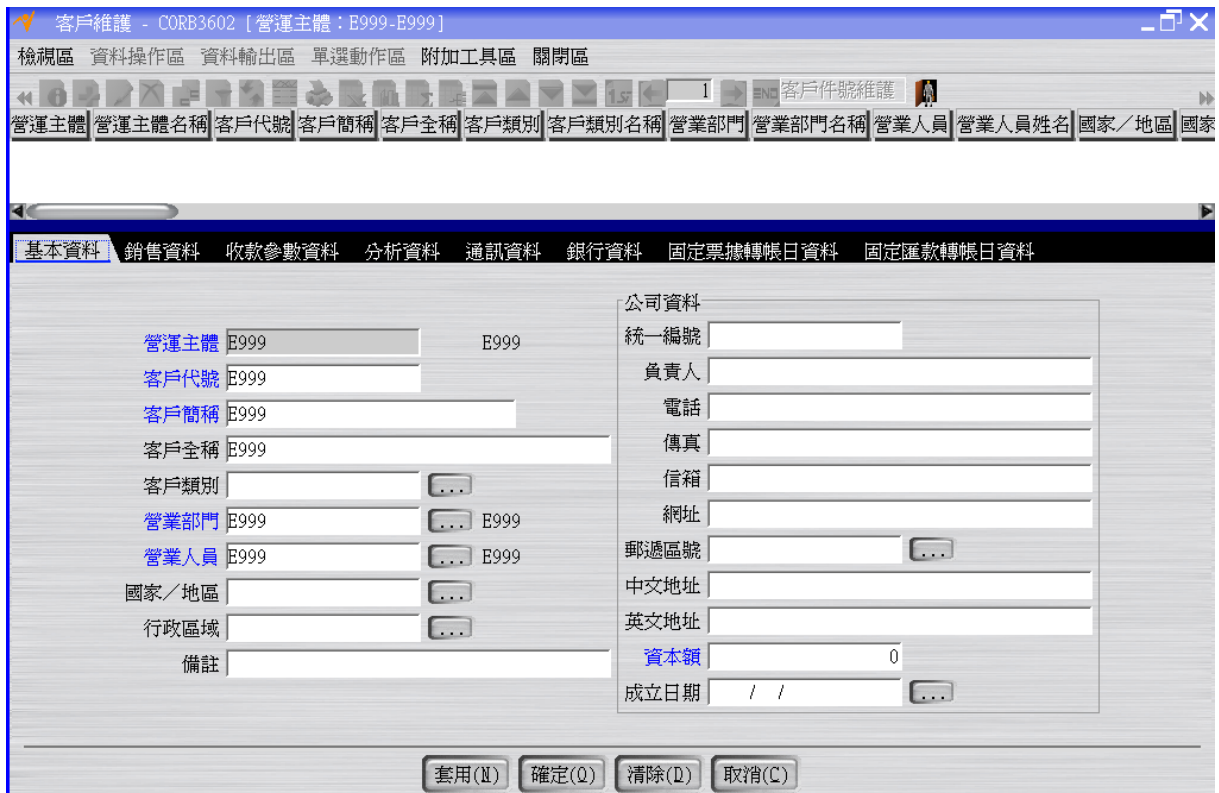 客戶維護 - CORB3602 [營運主體：E999-E999]
檢視區 資料操作區 資料輸出區 單選動作區 附加工具區 關閉區
1 END 客戶件號維護
營運主體 營運主體名稱 客戶代號 客戶簡稱 客戶全稱 客戶類別 客戶類別名稱 營業部門 營業部門名稱 營業人員 營業人員姓名 國家／地區 國家
基本資料 銷售資料 收款參數資料 分析資料 通訊資料 銀行資料 固定票據轉帳日資料 固定匯款轉帳日資料
營運主體 E999 E999
客戶代號 E999
客戶簡稱 E999
客戶全稱 E999
客戶類別 ...
營業部門 E999 ... E999
營業人員 E999 ... E999
國家／地區 ...
行政區域 ...
備註
公司資料
統一編號
負責人
電話
傳真
信箱
網址
郵遞區號 ...
中文地址
英文地址
資本額 0
成立日期 / / ...
套用(N) 確定(O) 清除(D) 取消(C)